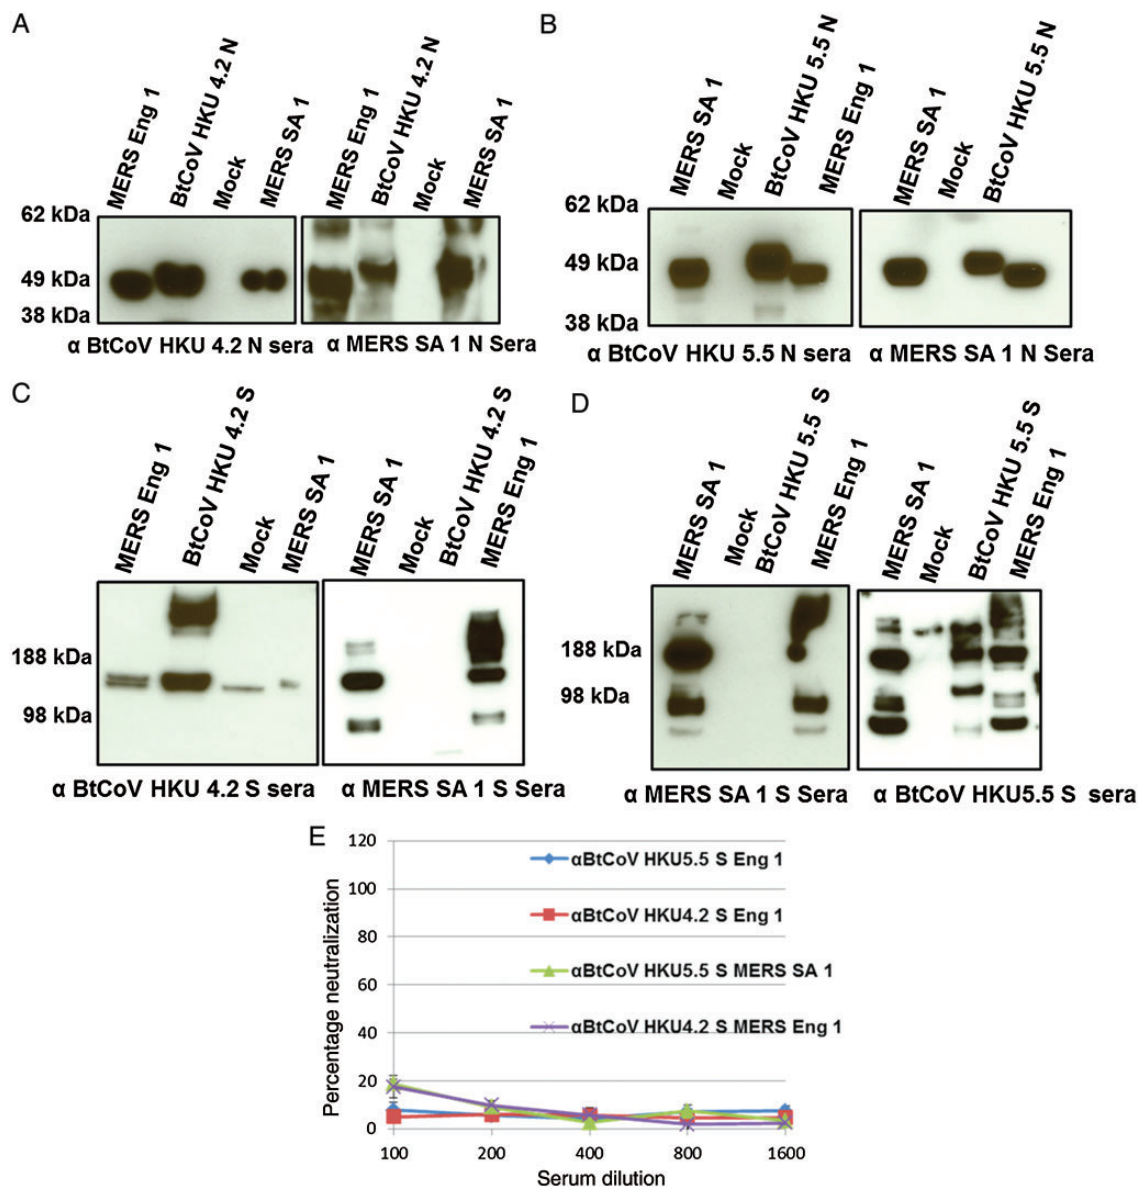 A
MERS Eng 1
BtCoV HKU 4.2 N
Mock
MERS SA 1
MERS Eng 1
BtCoV HKU 4.2 N
Mock
MERS SA 1
62 kDa
49 kDa
38 kDa
α BtCoV HKU 4.2 N sera
α MERS SA 1 N Sera
B
MERS SA 1
Mock
BtCoV HKU 5.5 N
MERS Eng 1
MERS SA 1
Mock
BtCoV HKU 5.5 N
62 kDa
49 kDa
38 kDa
α BtCoV HKU 5.5 N sera
α MERS SA 1 N Sera
C
MERS Eng 1
BtCoV HKU 4.2 S
Mock
MERS SA 1
MERS SA 1
Mock
BtCoV HKU 4.2 S
MERS Eng 1
188 kDa
98 kDa
α BtCoV HKU 4.2 S sera
α MERS SA 1 S Sera
D
MERS SA 1
Mock
BtCoV HKU 5.5 S
MERS Eng 1
MERS SA 1
Mock
BtCoV HKU 5.5 S
MERS Eng 1
188 kDa
98 kDa
α MERS SA 1 S Sera
α BtCoV HKU5.5 S sera
E
120
100
80
60
40
20
0
Percentage neutralization
αBtCoV HKU5.5 S Eng 1
αBtCoV HKU4.2 S Eng 1
αBtCoV HKU5.5 S MERS SA 1
αBtCoV HKU4.2 S MERS Eng 1
100 200 400 800 1600
Serum dilution